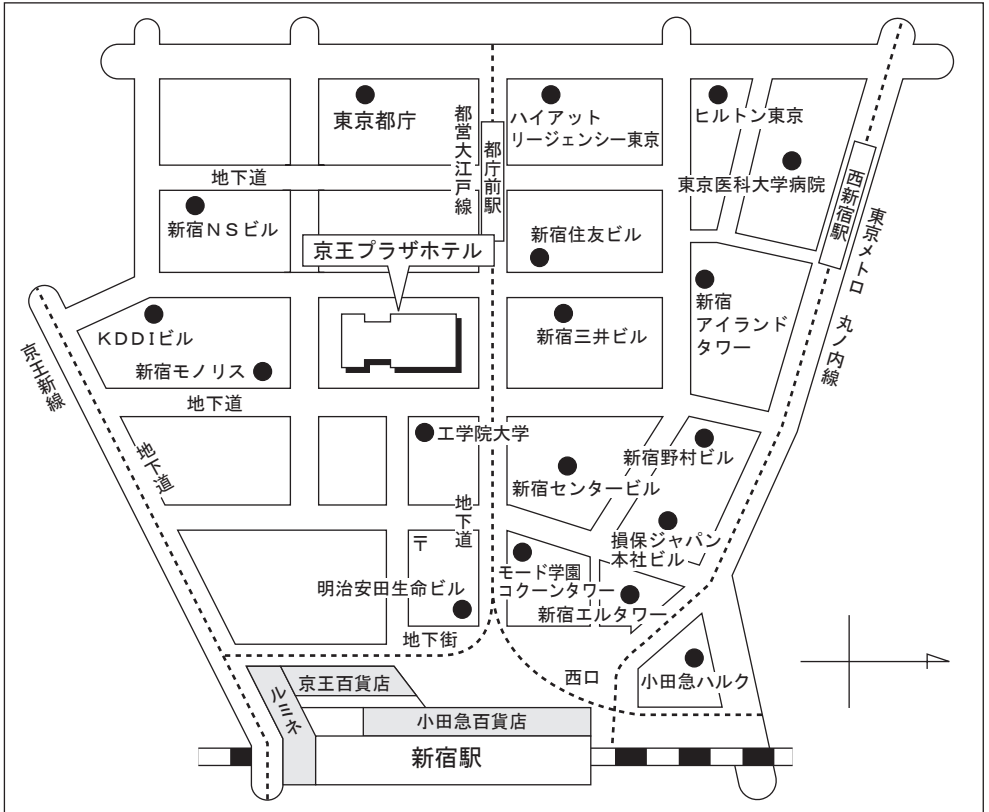 東京都庁
都営大江戸線
都庁前駅
ハイアット
リージェンシー東京
ヒルトン東京
東京医科大学病院
西新宿駅
東京メトロ 丸ノ内線
地下道
新宿NSビル
京王プラザホテル
新宿住友ビル
新宿
アイランド
タワー
KDDIビル
新宿モノリス
新宿三井ビル
京王新線
地下道
地下道
工学院大学
地下道
新宿センタービル
新宿野村ビル
損保ジャパン
本社ビル
〒
明治安田生命ビル
モード学園
コクーンタワー
新宿エルタワー
地下街
西口
小田急ハルク
ルミネ
京王百貨店
小田急百貨店
新宿駅